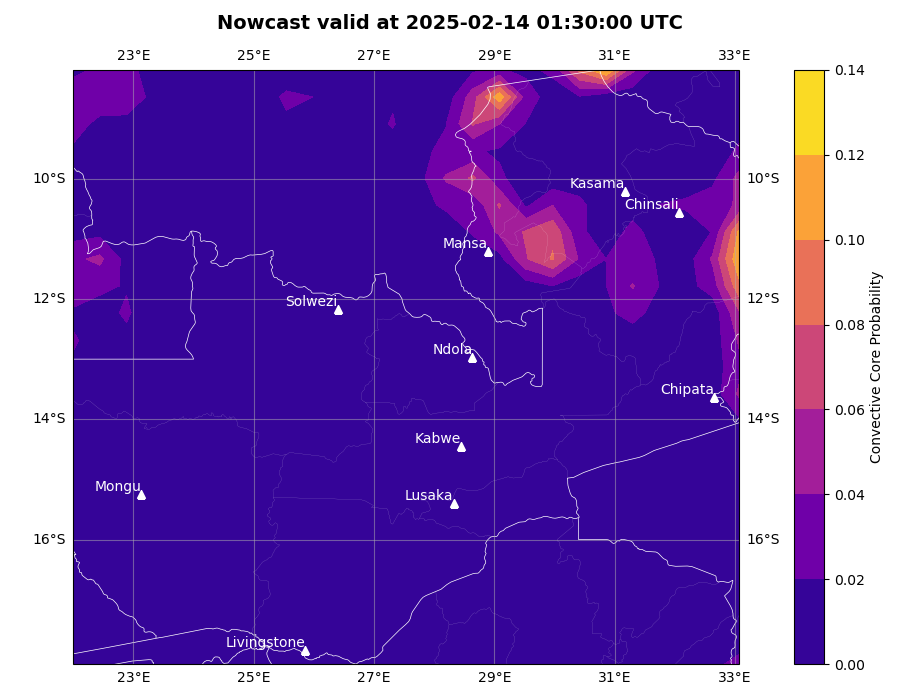 Nowcast valid at 2025-02-14 01:30:00 UTC
23°E 25°E 27°E 29°E 31°E 33°E
0.14
0.12
10°S Kasama 10°S
Chinsali
0.10
Mansa
12°S Solwezi 12°S
0.08
Ndola
Chipata
0.06
14°S 14°S
Kabwe
Mongu Lusaka
0.04
16°S 16°S
0.02
Livingstone
0.00
23°E 25°E 27°E 29°E 31°E 33°E
Convective Core Probability